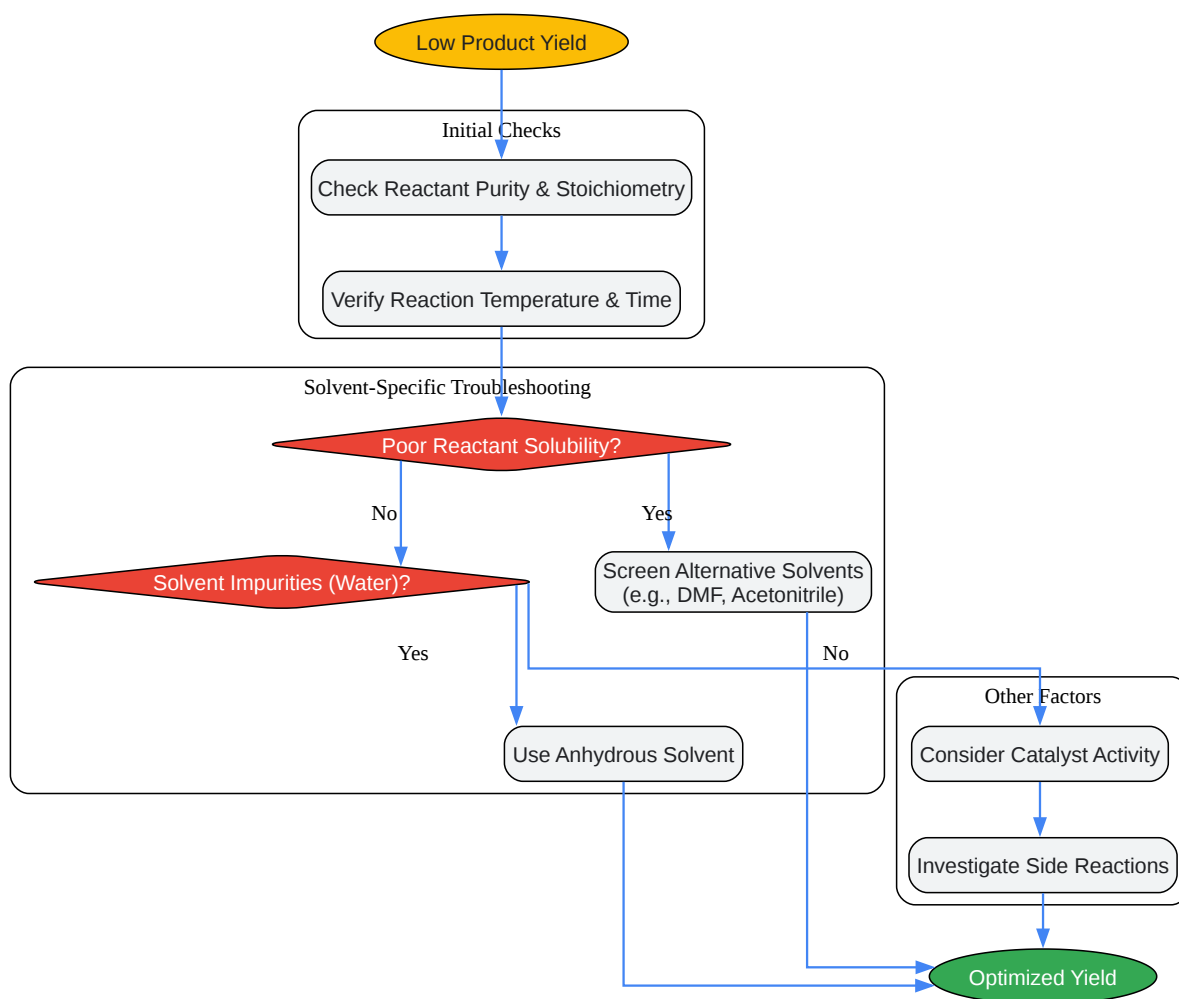 Low Product Yield
Initial Checks
Check Reactant Purity & Stoichiometry
Verify Reaction Temperature & Time
Solvent-Specific Troubleshooting
Poor Reactant Solubility?
No
Yes
Solvent Impurities (Water)?
Screen Alternative Solvents
(e.g., DMF, Acetonitrile)
Yes
No
Other Factors
Use Anhydrous Solvent
Consider Catalyst Activity
Investigate Side Reactions
Optimized Yield